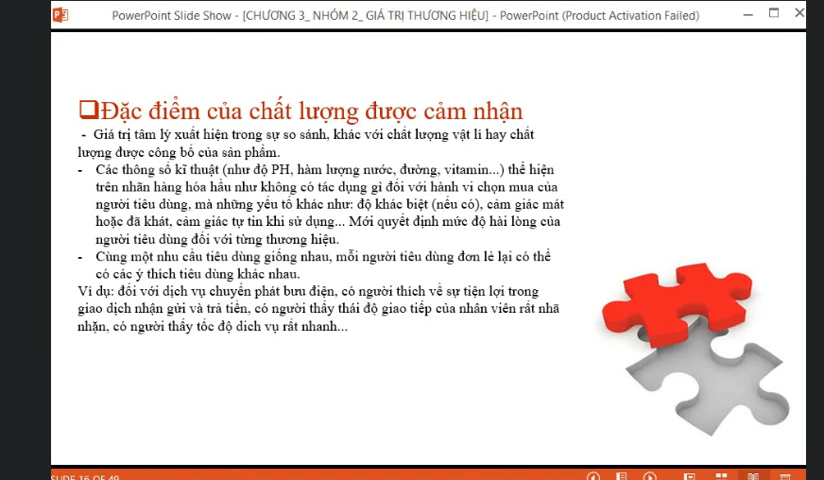 PowerPoint Slide Show - [CHƯƠNG 3_ NHÓM 2_ GIÁ TRỊ THƯƠNG HIỆU] - PowerPoint (Product Activation Failed)
Đặc điểm của chất lượng được cảm nhận
- Giá trị tâm lý xuất hiện trong sự so sánh, khác với chất lượng vật lí hay chất
lượng được công bố của sản phẩm.
- Các thông số kĩ thuật (như độ PH, hàm lượng nước, đường, vitamin...) thể hiện
trên nhãn hàng hóa hầu như không có tác dụng gì đối với hành vi chọn mua của
người tiêu dùng, mà những yếu tố khác như: độ khác biệt (nếu có), cảm giác mát
hoặc đã khát, cảm giác tự tin khi sử dụng... Mới quyết định mức độ hài lòng của
người tiêu dùng đối với từng thương hiệu.
- Cùng một nhu cầu tiêu dùng giống nhau, mỗi người tiêu dùng đơn lẻ lại có thể
có các ý thích tiêu dùng khác nhau.
Ví dụ: đối với dịch vụ chuyển phát bưu điện, có người thích về sự tiện lợi trong
giao dịch nhận gửi và trả tiền, có người thấy thái độ giao tiếp của nhân viên rất nhã
nhặn, có người thấy tốc độ dich vụ rất nhanh...
SLIDE 16 OF 49